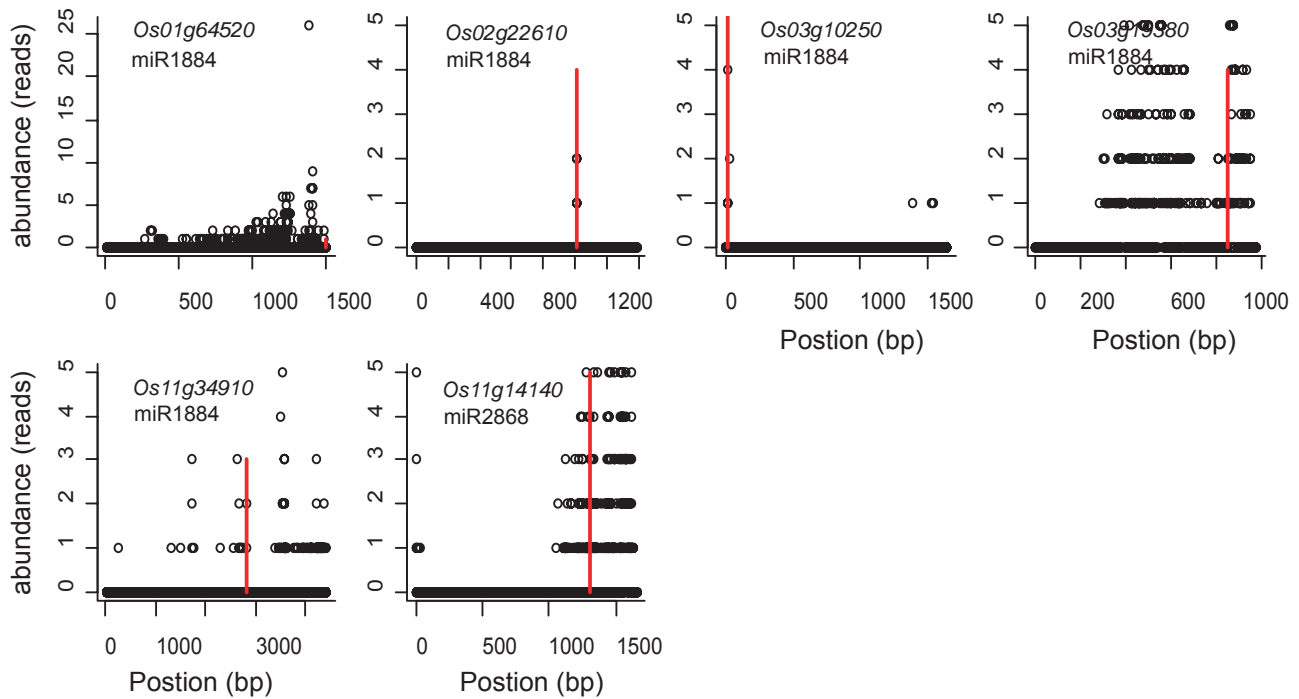 abundance (reads)
25
20
15
10
5
0
Os01g64520
miR1884
0 500 1000 1500
5
4
3
2
1
0
Os02g22610
miR1884
0 400 800 1200
5
4
3
2
1
0
Os03g10250
miR1884
0 500 1000 1500
Postion (bp)
5
4
3
2
1
0
Os03g19380
miR1884
0 200 600 1000
Postion (bp)
abundance (reads)
5
4
3
2
1
0
Os11g34910
miR1884
0 1000 3000
Postion (bp)
5
4
3
2
1
0
Os11g14140
miR2868
0 500 1000 1500
Postion (bp)